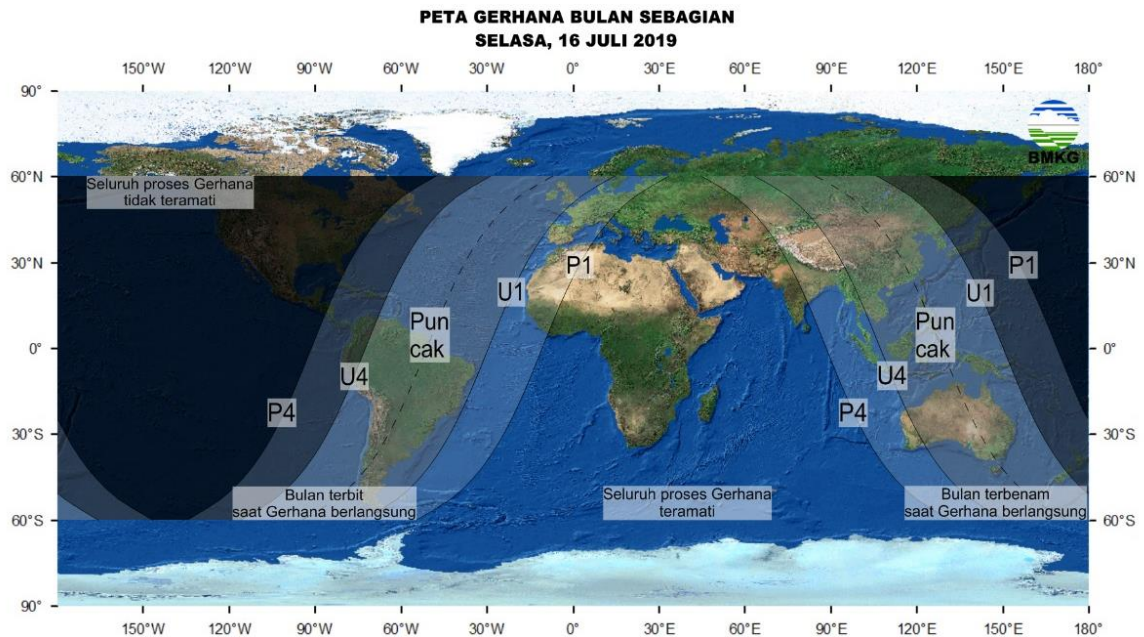 PETA GERHANA BULAN SEBAGIAN
SELASA, 16 JULI 2019
150°W 120°W 90°W 60°W 30°W 0° 30°E 60°E 90°E 120°E 150°E 180°
90° 90°
BMKG
60°N 60°N
Seluruh proses Gerhana
tidak teramati
30°N P1 P1 30°N
U1 U1
Pun
cak
Pun
cak
0° 0°
U4 U4
P4 P4
30°S 30°S
Bulan terbit
saat Gerhana berlangsung
Seluruh proses Gerhana
teramati
Bulan terbenam
saat Gerhana berlangsung
60°S 60°S
90° 90°
150°W 120°W 90°W 60°W 30°W 0° 30°E 60°E 90°E 120°E 150°E 180°